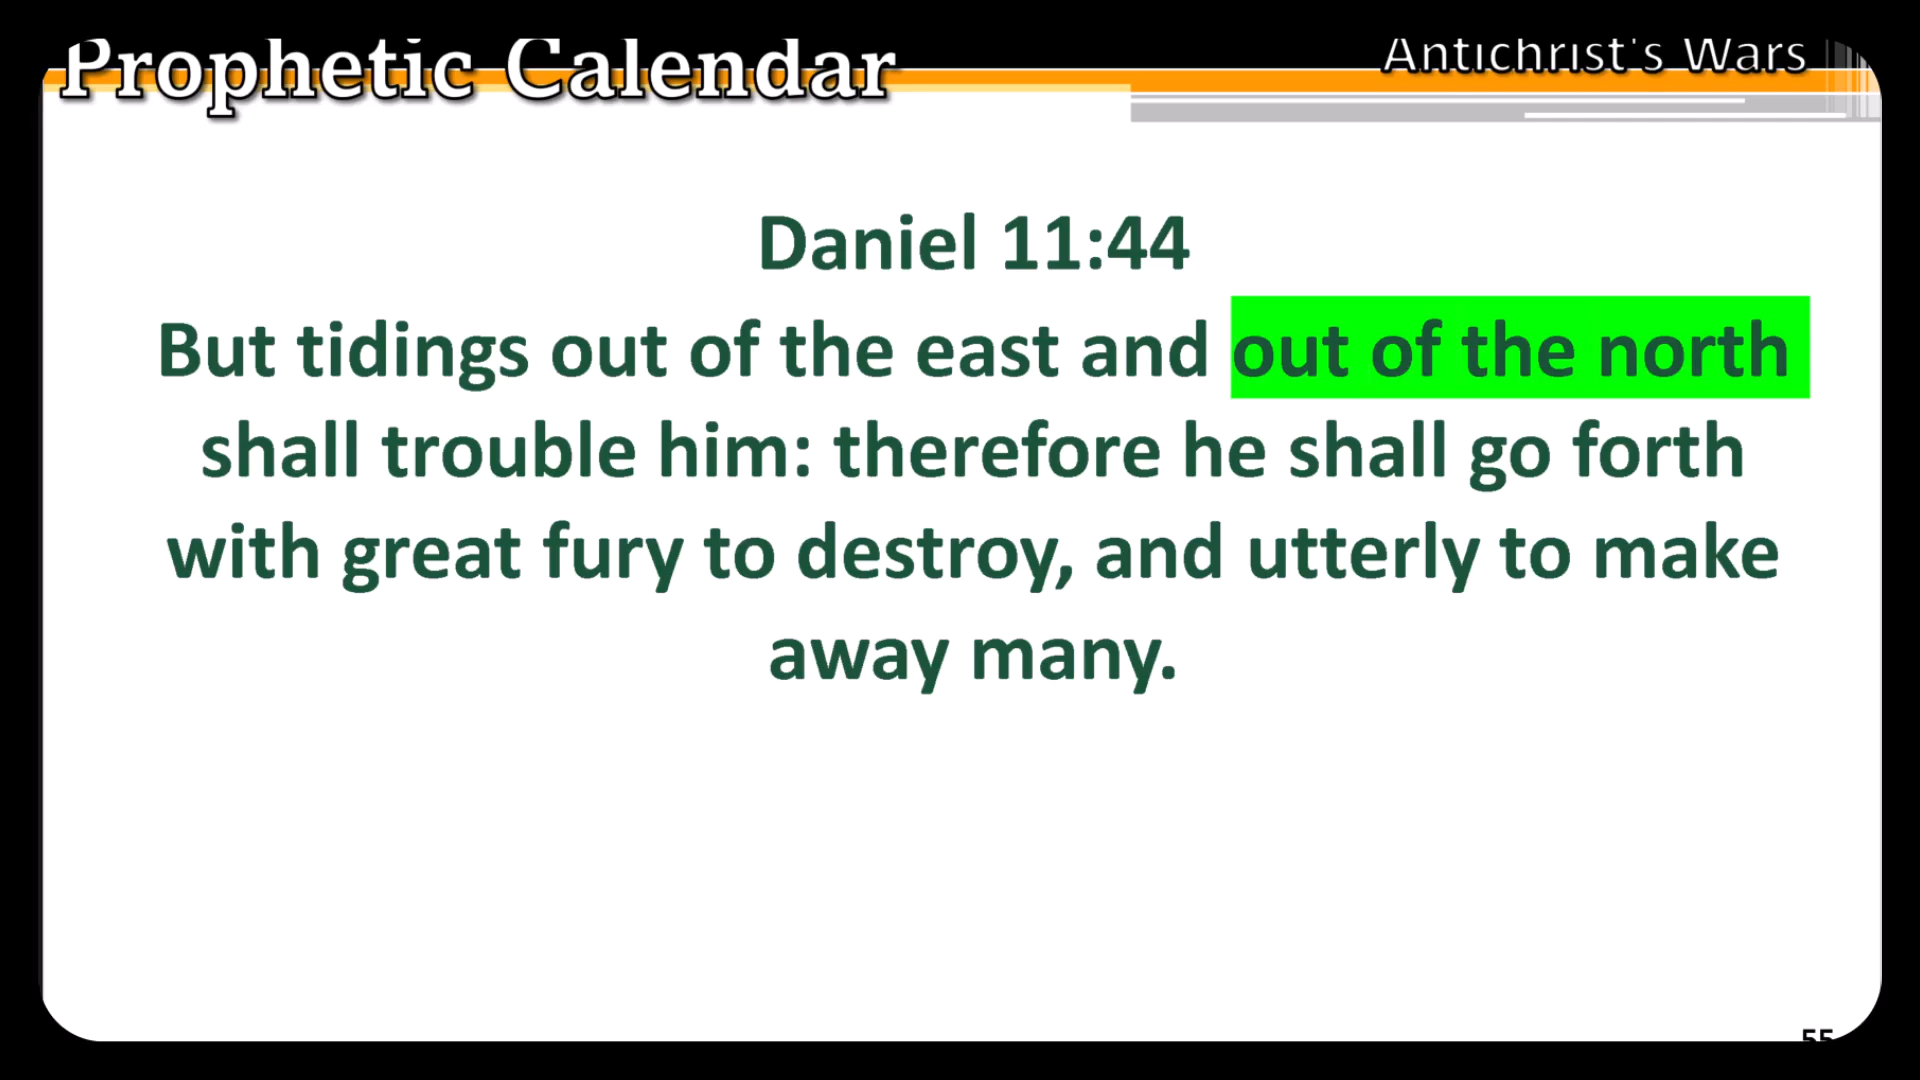 Prophetic Calendar
Antichrist's Wars
Daniel 11:44
But tidings out of the east and out of the north
shall trouble him: therefore he shall go forth
with great fury to destroy, and utterly to make
away many.
55